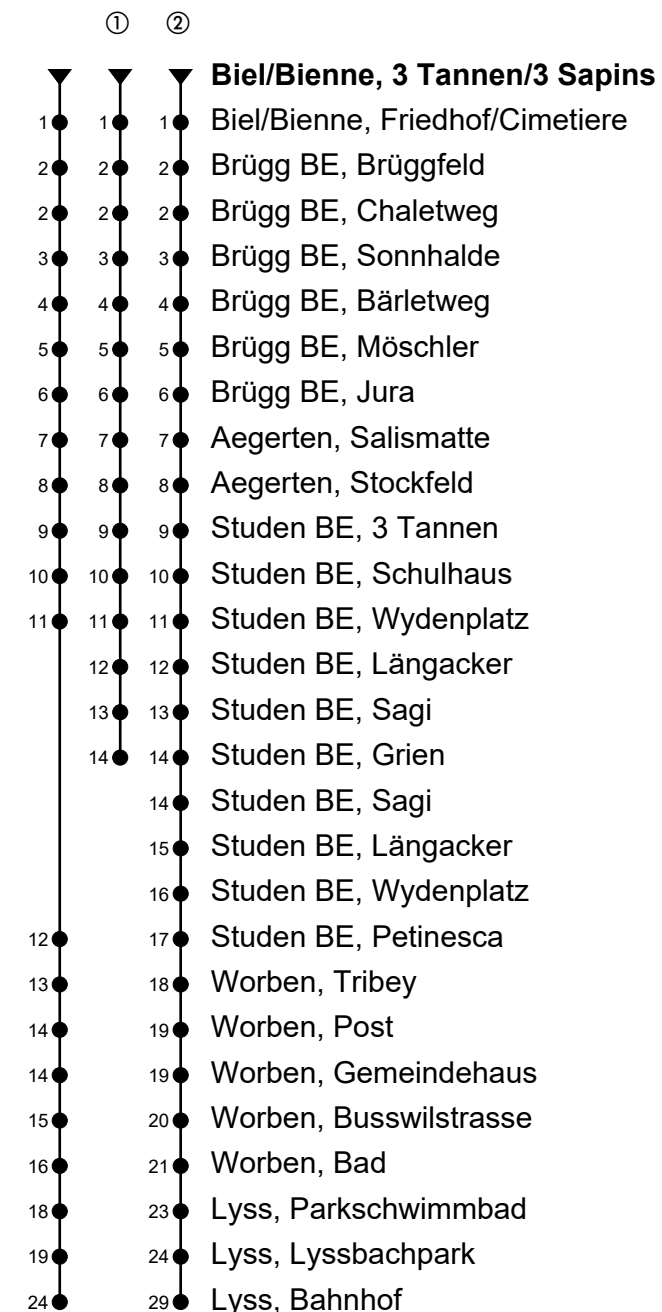 ① ②
Biel/Bienne, 3 Tannen/3 Sapins
1 1 1 Biel/Bienne, Friedhof/Cimetiere
2 2 2 Brügg BE, Brüggfeld
2 2 2 Brügg BE, Chaletweg
3 3 3 Brügg BE, Sonnhalde
4 4 4 Brügg BE, Bärletweg
5 5 5 Brügg BE, Möschler
6 6 6 Brügg BE, Jura
7 7 7 Aegerten, Salismatte
8 8 8 Aegerten, Stockfeld
9 9 9 Studen BE, 3 Tannen
10 10 10 Studen BE, Schulhaus
11 11 11 Studen BE, Wydenplatz
12 12 Studen BE, Längacker
13 13 Studen BE, Sagi
14 14 Studen BE, Grien
14 Studen BE, Sagi
15 Studen BE, Längacker
16 Studen BE, Wydenplatz
12 17 Studen BE, Petinesca
13 18 Worben, Tribey
14 19 Worben, Post
14 19 Worben, Gemeindehaus
15 20 Worben, Busswilstrasse
16 21 Worben, Bad
18 23 Lyss, Parkschwimmbad
19 24 Lyss, Lyssbachpark
24 29 Lyss, Bahnhof